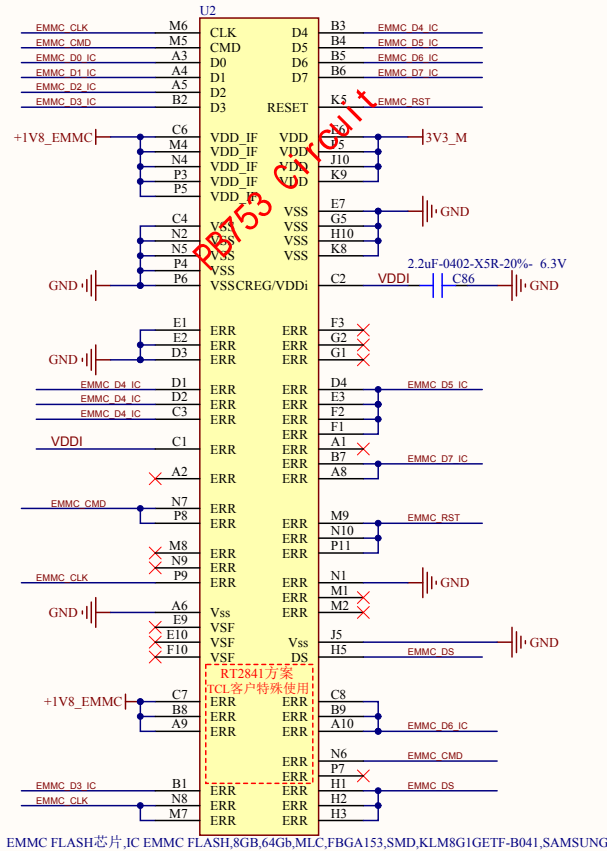 U2
EMMC_CLK M6 CLK D4 B3 EMMC_D4_IC
EMMC_CMD M5 CMD D5 B4 EMMC_D5_IC
EMMC_D0_IC A3 D0 D6 B5 EMMC_D6_IC
EMMC_D1_IC A4 D1 D7 B6 EMMC_D7_IC
EMMC_D2_IC A5 D2
EMMC_D3_IC B2 D3 RESET K5 EMMC_RST
+1V8_EMMC C6 VDD_IF VDD E6 3V3_M
M4 VDD_IF VDD F5
N4 VDD_IF VDD J10
P3 VDD_IF VDD K9
P5 VDD_IF
PB753 Circuit
VSS E7 GND
C4 VSS VSS G5
N2 VSS VSS H10
N5 VSS VSS K8
P4 VSS
2.2uF-0402-X5R-20%- 6.3V
GND P6 VSS CREG/VDDi C2 VDDI C86 GND
E1 ERR ERR F3
E2 ERR ERR G2
GND D3 ERR ERR G1
EMMC_D4_IC D1 ERR ERR D4 EMMC_D5_IC
EMMC_D4_IC D2 ERR ERR E3
EMMC_D4_IC C3 ERR ERR F2
ERR F1
VDDI C1 ERR ERR A1
ERR B7 EMMC_D7_IC
A2 ERR ERR A8
EMMC_CMD N7 ERR
P8 ERR ERR M9 EMMC_RST
ERR N10
M8 ERR ERR P11
N9 ERR
EMMC_CLK P9 ERR ERR N1 GND
ERR M1
GND A6 Vss ERR M2
E9 VSF
E10 VSF Vss J5 GND
F10 VSF DS H5 EMMC_DS
RT2841方案
TCL客户特殊使用
+1V8_EMMC C7 ERR ERR C8
B8 ERR ERR B9
A9 ERR ERR A10 EMMC_D6_IC
ERR N6 EMMC_CMD
ERR P7
EMMC_D3_IC B1 ERR ERR H1 EMMC_DS
EMMC_CLK N8 ERR ERR H2
M7 ERR ERR H3
EMMC FLASH芯片,IC EMMC FLASH,8GB,64Gb,MLC,FBGA153,SMD,KLM8G1GETF-B041,SAMSUNG